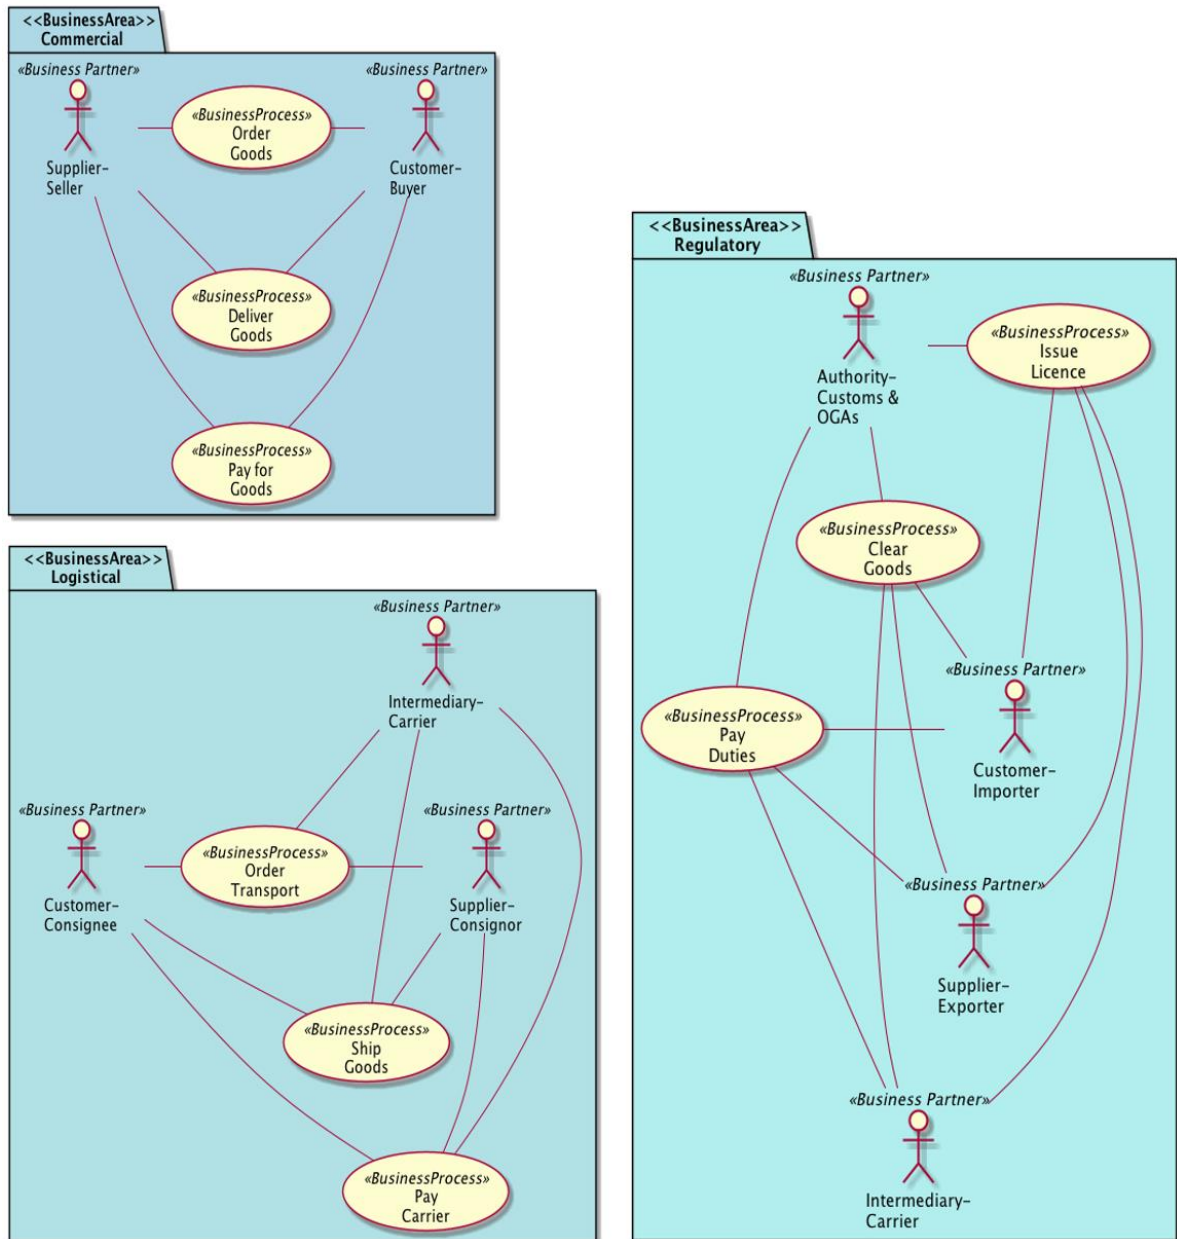 <<BusinessArea>>
Commercial
«Business Partner»
Supplier-
Seller
«BusinessProcess»
Order
Goods
«Business Partner»
Customer-
Buyer
«BusinessProcess»
Deliver
Goods
«BusinessProcess»
Pay for
Goods
<<BusinessArea>>
Logistical
«Business Partner»
Intermediary-
Carrier
«Business Partner»
Customer-
Consignee
«BusinessProcess»
Order
Transport
«Business Partner»
Supplier-
Consignor
«BusinessProcess»
Ship
Goods
«BusinessProcess»
Pay
Carrier
<<BusinessArea>>
Regulatory
«Business Partner»
Authority-
Customs &
OGAs
«BusinessProcess»
Issue
Licence
«BusinessProcess»
Clear
Goods
«Business Partner»
Customer-
Importer
«BusinessProcess»
Pay
Duties
«Business Partner»
Supplier-
Exporter
«Business Partner»
Intermediary-
Carrier